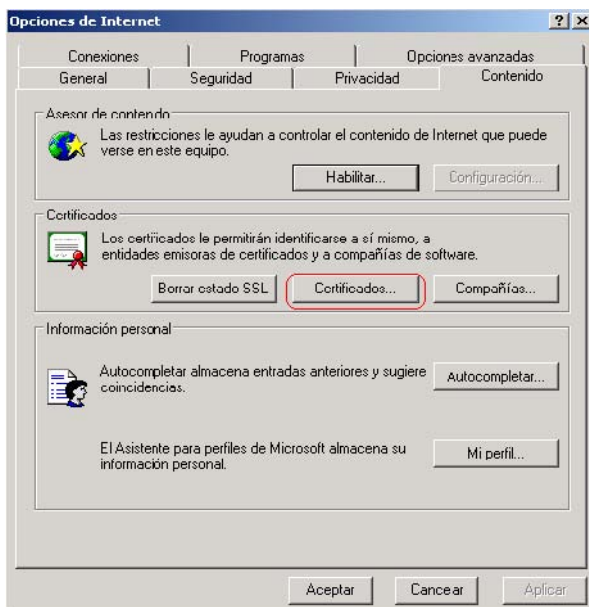 Opciones de Internet
Conexiones Programas Opciones avanzadas
General Seguridad Privacidad Contenido
Asesor de contenido
Las restricciones le ayudan a controlar el contenido de Internet que puede
verse en este equipo.
Habilitar... Configuración...
Certificados
Los certificados le permitirán identificarse a sí mismo, a
entidades emisoras de certificados y a compañías de software.
Borrar estado SSL Certificados... Compañías...
Información personal
Autocompletar almacena entradas anteriores y sugiere
coincidencias.
Autocompletar...
El Asistente para perfiles de Microsoft almacena su
información personal.
Mi perfil...
Aceptar Cancelar Aplicar